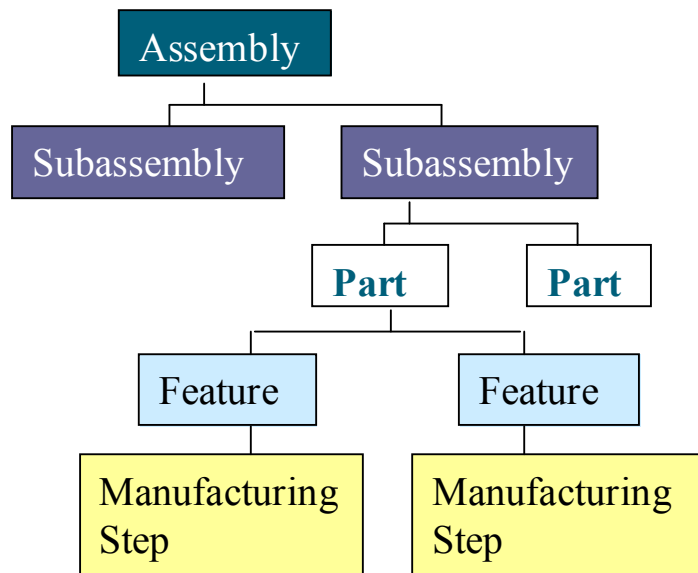 Assembly
Subassembly
Subassembly
Part
Part
Feature
Feature
Manufacturing
Step
Manufacturing
Step